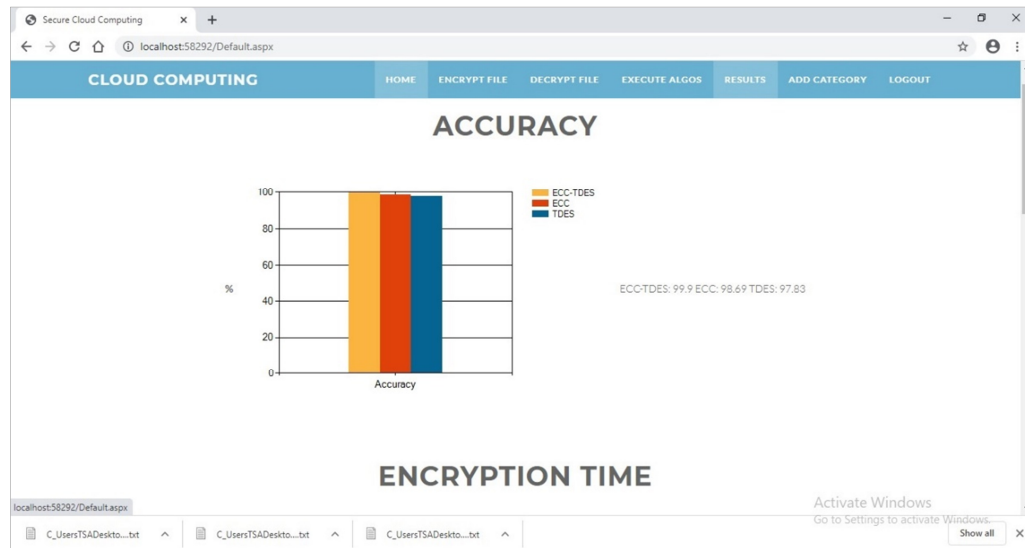 Secure Cloud Computing
localhost:58292/Default.aspx
CLOUD COMPUTING HOME ENCRYPT FILE DECRYPT FILE EXECUTE ALGOS RESULTS ADD CATEGORY LOGOUT
ACCURACY
100
80
60
40
20
0
%
Accuracy
ECC-TDES
ECC
TDES
ECC-TDES: 99.9 ECC: 98.69 TDES: 97.83
ENCRYPTION TIME
localhost:58292/Default.aspx
Activate Windows
Go to Settings to activate Windows.
C_UsersTSADeskto....txt C_UsersTSADeskto....txt C_UsersTSADeskto....txt Show all